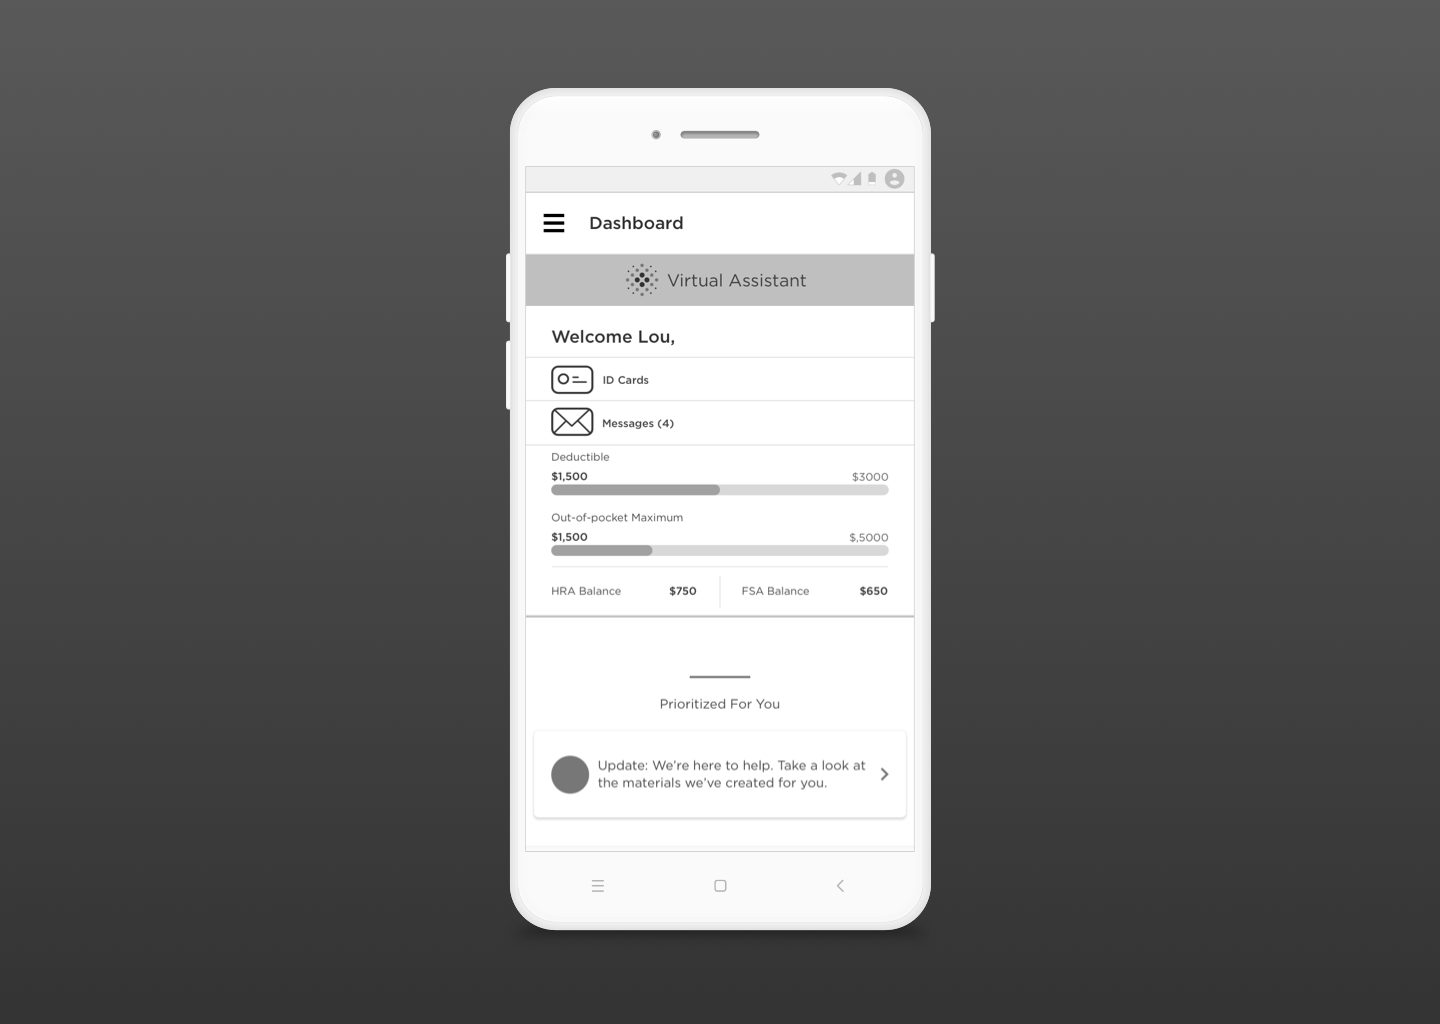 Dashboard
Virtual Assistant
Welcome Lou,
ID Cards
Messages (4)
Deductible
$1,500 $3000
Out-of-pocket Maximum
$1,500 $,5000
HRA Balance $750 FSA Balance $650
Prioritized For You
Update: We're here to help. Take a look at
the materials we've created for you.